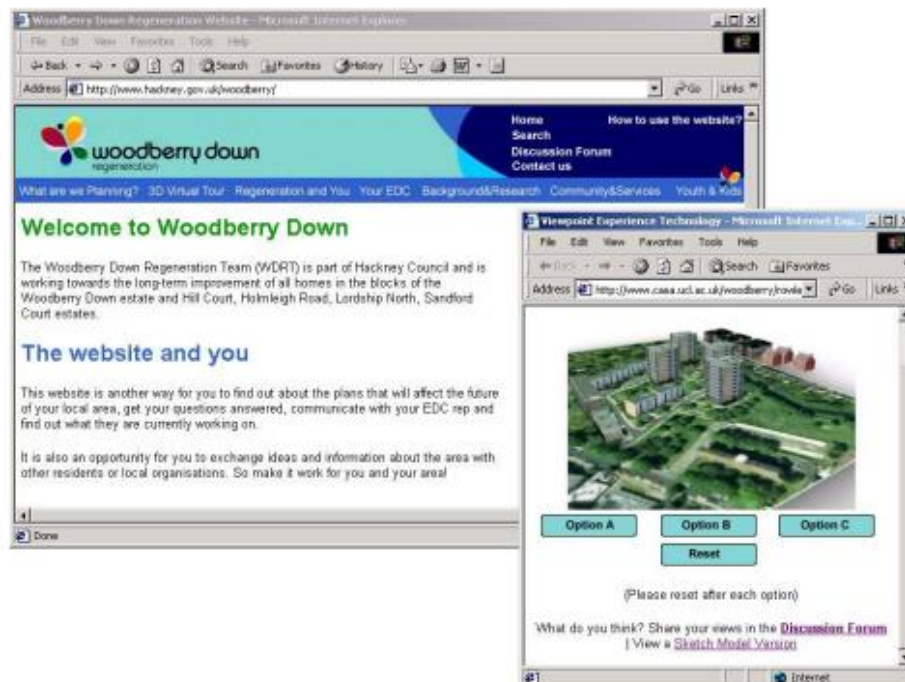 Woodberry Down Regeneration Website - Microsoft Internet Explorer
File Edit View Favorites Tools Help
Back Search Favorites History
Address http://www.hackney.gov.uk/woodberry/ Go Links »
woodberry down
regeneration
Home How to use the website?
Search
Discussion Forum
Contact us
What are we Planning? 3D Virtual Tour Regeneration and You Your EDC Background&Research Community&Services Youth & Kids
Welcome to Woodberry Down
The Woodberry Down Regeneration Team (WDRT) is part of Hackney Council and is
working towards the long-term improvement of all homes in the blocks of the
Woodberry Down estate and Hill Court, Holmleigh Road, Lordship North, Sandford
Court estates.
The website and you
This website is another way for you to find out about the plans that will affect the future
of your local area, get your questions answered, communicate with your EDC rep and
find out what they are currently working on.
It is also an opportunity for you to exchange ideas and information about the area with
other residents or local organisations. So make it work for you and your area!
Done
Viewpoint Experience Technology - Microsoft Internet Exp...
File Edit View Favorites Tools Help
Back Search Favorites
Address http://www.casa.ucl.ac.uk/woodberry/ Go Links
Option A Option B Option C
Reset
(Please reset after each option)
What do you think? Share your views in the Discussion Forum
| View a Sketch Model Version
Internet